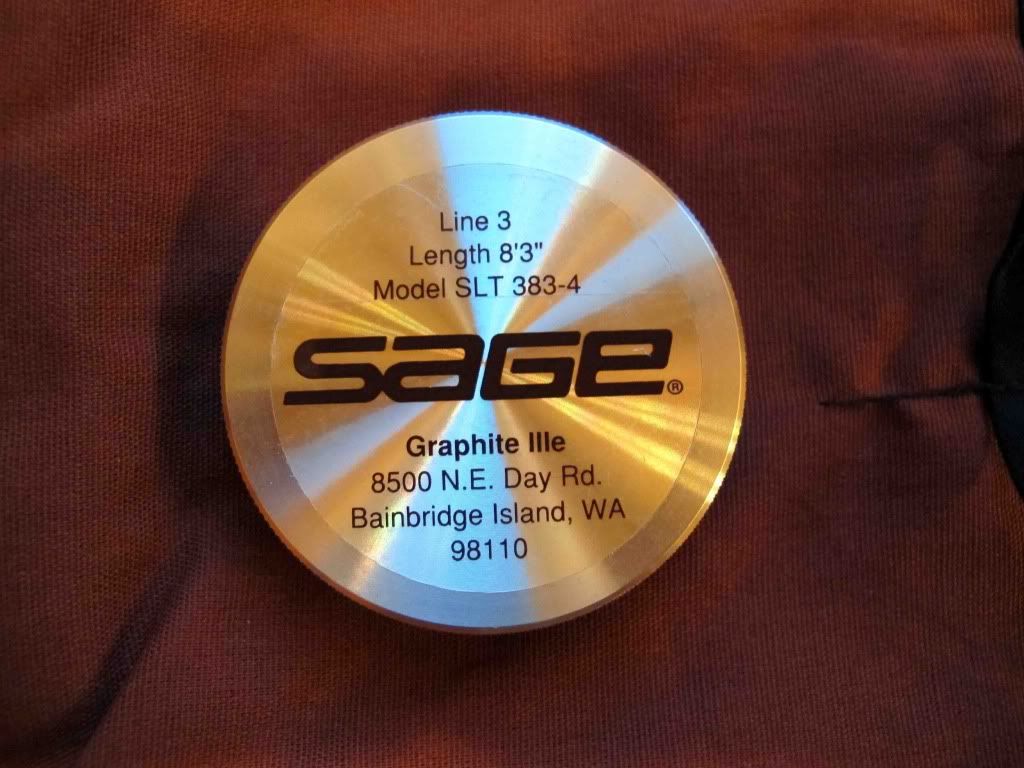 Line 3
Length 8'3"
Model SLT 383-4
SAGE®
Graphite IIIe
8500 N.E. Day Rd.
Bainbridge Island, WA
98110